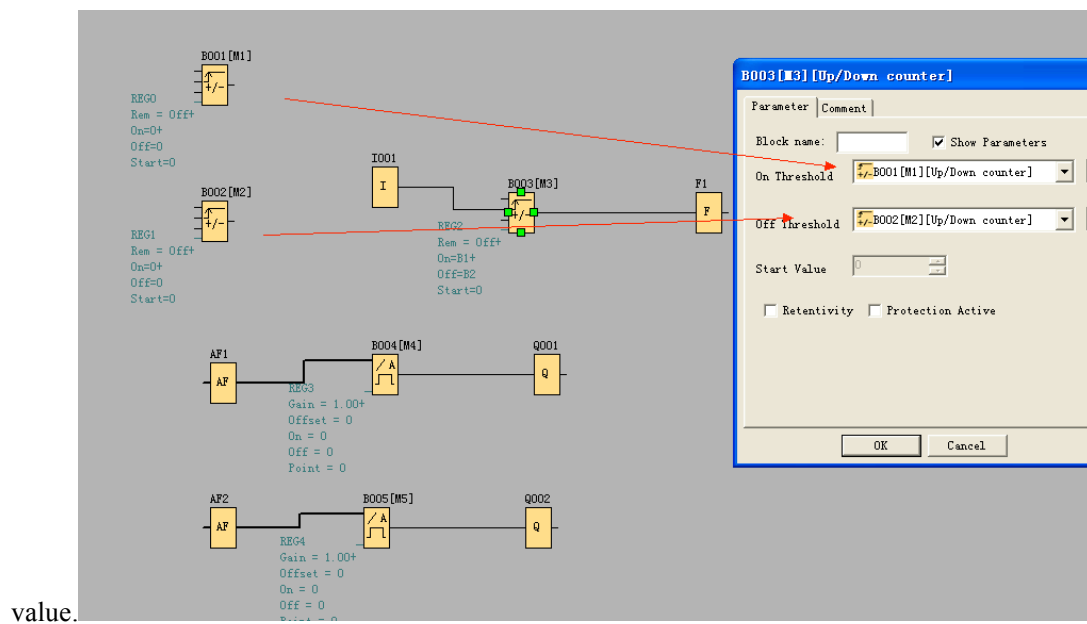 B001[M1]
+/-
REG0
Rem = Off+
On=0+
Off=0
Start=0
B002[M2]
+/-
REG1
Rem = Off+
On=0+
Off=0
Start=0
I001
I
B003[M3]
+/-
REG2
Rem = Off+
On=B1+
Off=B2
Start=0
F1
F
B003[M3][Up/Down counter]
Parameter
Comment
Block name:
Show Parameters
On Threshold
+/- B001[M1][Up/Down counter]
Off Threshold
+/- B002[M2][Up/Down counter]
Start Value
0
Retentivity
Protection Active
OK
Cancel
AF1
AF
B004[M4]
/A
REG3
Gain = 1.00+
Offset = 0
On = 0
Off = 0
Point = 0
Q001
Q
AF2
AF
B005[M5]
/A
REG4
Gain = 1.00+
Offset = 0
On = 0
Off = 0
Point = 0
Q002
Q
value.